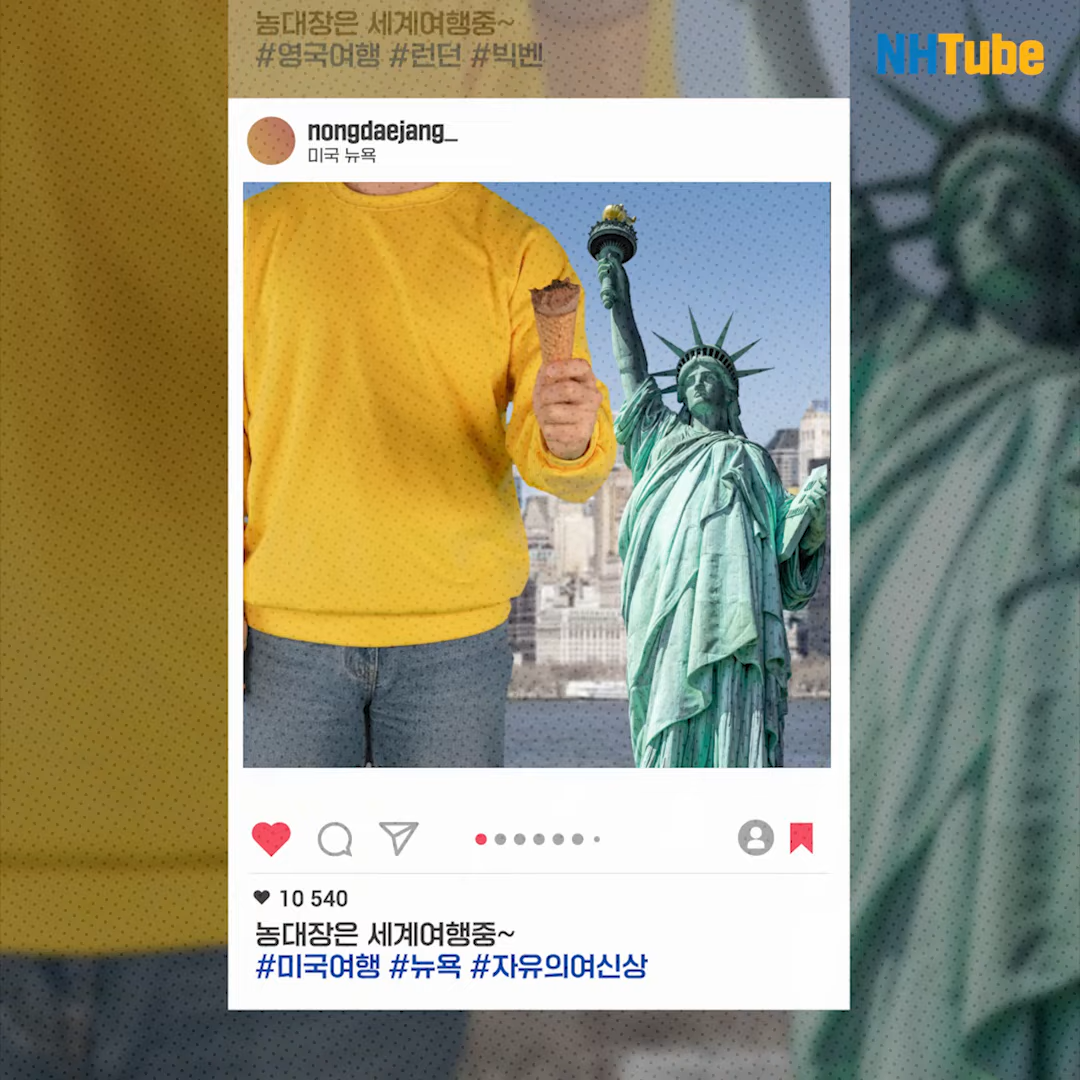 농대장은 세계여행중~
#영국여행 #런던 #빅벤
NHTube
nongdaejang_
미국 뉴욕
10 540
농대장은 세계여행중~
#미국여행 #뉴욕 #자유의여신상